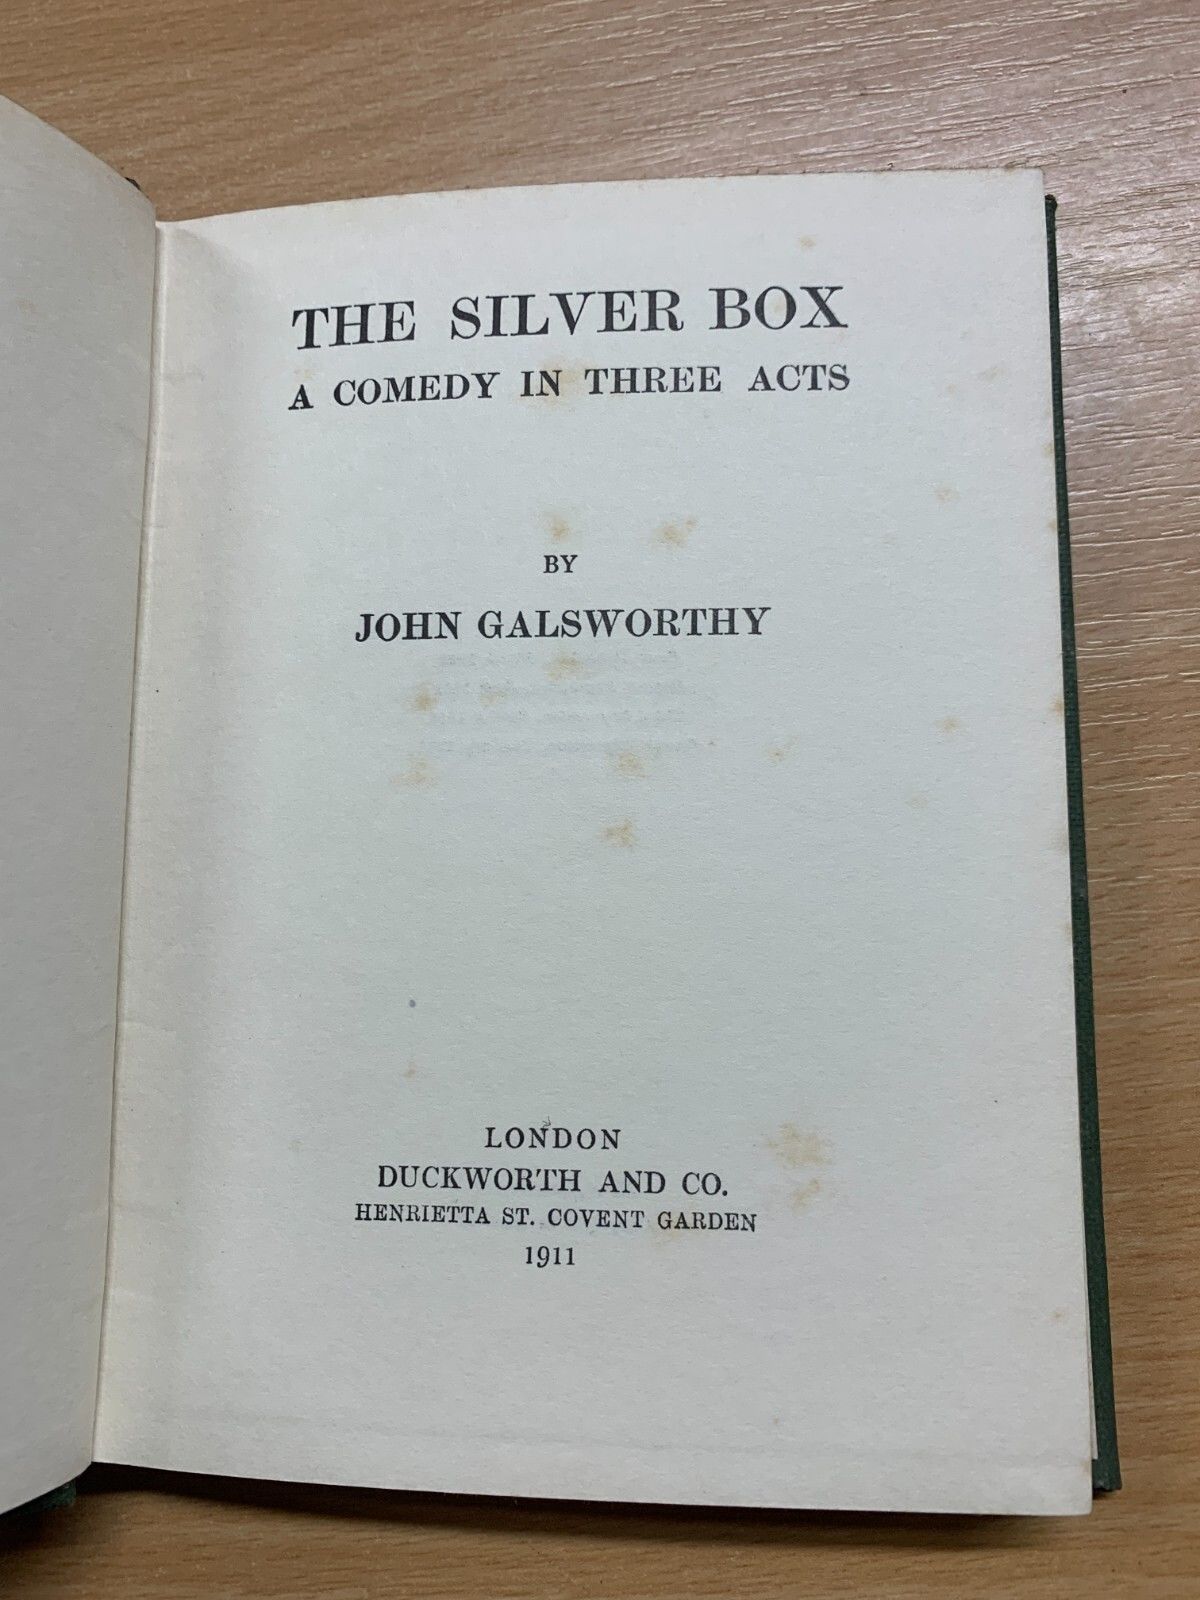 THE SILVER BOX
A COMEDY IN THREE ACTS
BY
JOHN GALSWORTHY
LONDON
DUCKWORTH AND CO.
HENRIETTA ST. COVENT GARDEN
1911